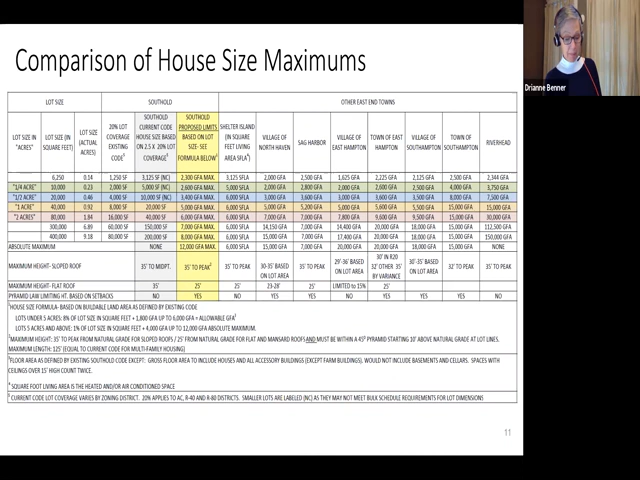 Comparison of House Size Maximums
LOT SIZE SOUTHOLD OTHER EAST END TOWNS
LOT SIZE IN "ACRES" LOT SIZE (IN SQUARE FEET) LOT SIZE (ACTUAL ACRES) 20% LOT COVERAGE EXISTING CODE⁵ SOUTHOLD CURRENT CODE HOUSE SIZE BASED ON 2.5 X 20% LOT COVERAGE³ SOUTHOLD PROPOSED LIMITS BASED ON LOT SIZE- SEE FORMULA BELOW¹ SHELTER ISLAND (IN SQUARE FEET LIVING AREA SFLA⁴) VILLAGE OF NORTH HAVEN SAG HARBOR VILLAGE OF EAST HAMPTON TOWN OF EAST HAMPTON VILLAGE OF SOUTHAMPTON TOWN OF SOUTHAMPTON RIVERHEAD
6,250 0.14 1,250 SF 3,125 SF (NC) 2,300 GFA MAX. 3,125 SFLA 2,000 GFA 2,500 GFA 1,625 GFA 2,225 GFA 2,125 GFA 2,500 GFA 2,344 GFA
"1/4 ACRE" 10,000 0.23 2,000 SF 5,000 SF (NC) 2,600 GFA MAX. 5,000 SFLA 2,000 GFA 2,800 GFA 2,000 GFA 2,600 GFA 2,500 GFA 4,000 GFA 3,750 GFA
"1/2 ACRE" 20,000 0.46 4,000 SF 10,000 SF (NC) 3,400 GFA MAX. 6,000 SFLA 3,000 GFA 3,600 GFA 3,000 GFA 3,600 GFA 3,500 GFA 8,000 GFA 7,500 GFA
"1 ACRE" 40,000 0.92 8,000 SF 20,000 SF 5,000 GFA MAX. 6,000 SFLA 5,000 GFA 5,200 GFA 5,000 GFA 5,600 GFA 5,500 GFA 15,000 GFA 15,000 GFA
"2 ACRES" 80,000 1.84 16,000 SF 40,000 SF 6,000 GFA MAX. 6,000 SFLA 7,000 GFA 7,000 GFA 7,800 GFA 9,600 GFA 9,500 GFA 15,000 GFA 30,000 GFA
300,000 6.89 60,000 SF 150,000 SF 7,000 GFA MAX. 6,000 SFLA 14,150 GFA 7,000 GFA 14,400 GFA 20,000 GFA 18,000 GFA 15,000 GFA 112,500 GFA
400,000 9.18 80,000 SF 200,000 SF 8,000 GFA MAX. 6,000 SFLA 15,000 GFA 7,000 GFA 17,400 GFA 20,000 GFA 18,000 GFA 15,000 GFA 150,000 GFA
ABSOLUTE MAXIMUM NONE 12,000 GFA MAX. 6,000 SFLA 15,000 GFA 7,000 GFA 20,000 GFA 20,000 GFA 18,000 GFA 15,000 GFA NONE
MAXIMUM HEIGHT- SLOPED ROOF 35' TO MIDPT. 35' TO PEAK² 35' TO PEAK 30-35' BASED ON LOT AREA 35' TO PEAK 29'-36' BASED ON LOT AREA 30' IN R20 32' OTHER 35' BY VARIANCE 30'-35' BASED ON LOT AREA 32' TO PEAK 35' TO PEAK
MAXIMUM HEIGHT- FLAT ROOF 35' 25' 25' 23-28' 25' LIMITED to 15% 25'
PYRAMID LAW LIMITING HT. BASED ON SETBACKS NO YES NO YES YES NO YES YES YES NO
¹HOUSE SIZE FORMULA- BASED ON BUILDABLE LAND AREA AS DEFINED BY EXISTING CODE
LOTS UNDER 5 ACRES: 8% OF LOT SIZE IN SQUARE FEET + 1,800 GFA UP TO 6,000 GFA = ALLOWABLE GFA³
LOTS 5 ACRES AND ABOVE: 1% OF LOT SIZE IN SQUARE FEET + 4,000 GFA UP TO 12,000 GFA ABSOLUTE MAXIMUM.
²MAXIMUM HEIGHT: 35' TO PEAK FROM NATURAL GRADE FOR SLOPED ROOFS / 25' FROM NATURAL GRADE FOR FLAT AND MANSARD ROOFS AND MUST BE WITHIN A 45° PYRAMID STARTING 10' ABOVE NATURAL GRADE AT LOT LINES.
MAXIMUM LENGTH: 125' (EQUAL TO CURRENT CODE FOR MULTI-FAMILY HOUSING)
³FLOOR AREA AS DEFINED BY EXISTING SOUTHOLD CODE EXCEPT: GROSS FLOOR AREA TO INCLUDE HOUSES AND ALL ACCESSORY BUILDINGS (EXCEPT FARM BUILDINGS). WOULD NOT INCLUDE BASEMENTS AND CELLARS. SPACES WITH
CEILINGS OVER 15' HIGH COUNT TWICE.
⁴ SQUARE FOOT LIVING AREA IS THE HEATED AND/OR AIR CONDITIONED SPACE
⁵ CURRENT CODE LOT COVERAGE VARIES BY ZONING DISTRICT. 20% APPLIES TO AC, R-40 AND R-80 DISTRICTS. SMALLER LOTS ARE LABELED (NC) AS THEY MAY NOT MEET BULK SCHEDULE REQUIREMENTS FOR LOT DIMENSIONS
11
Drianne Benner